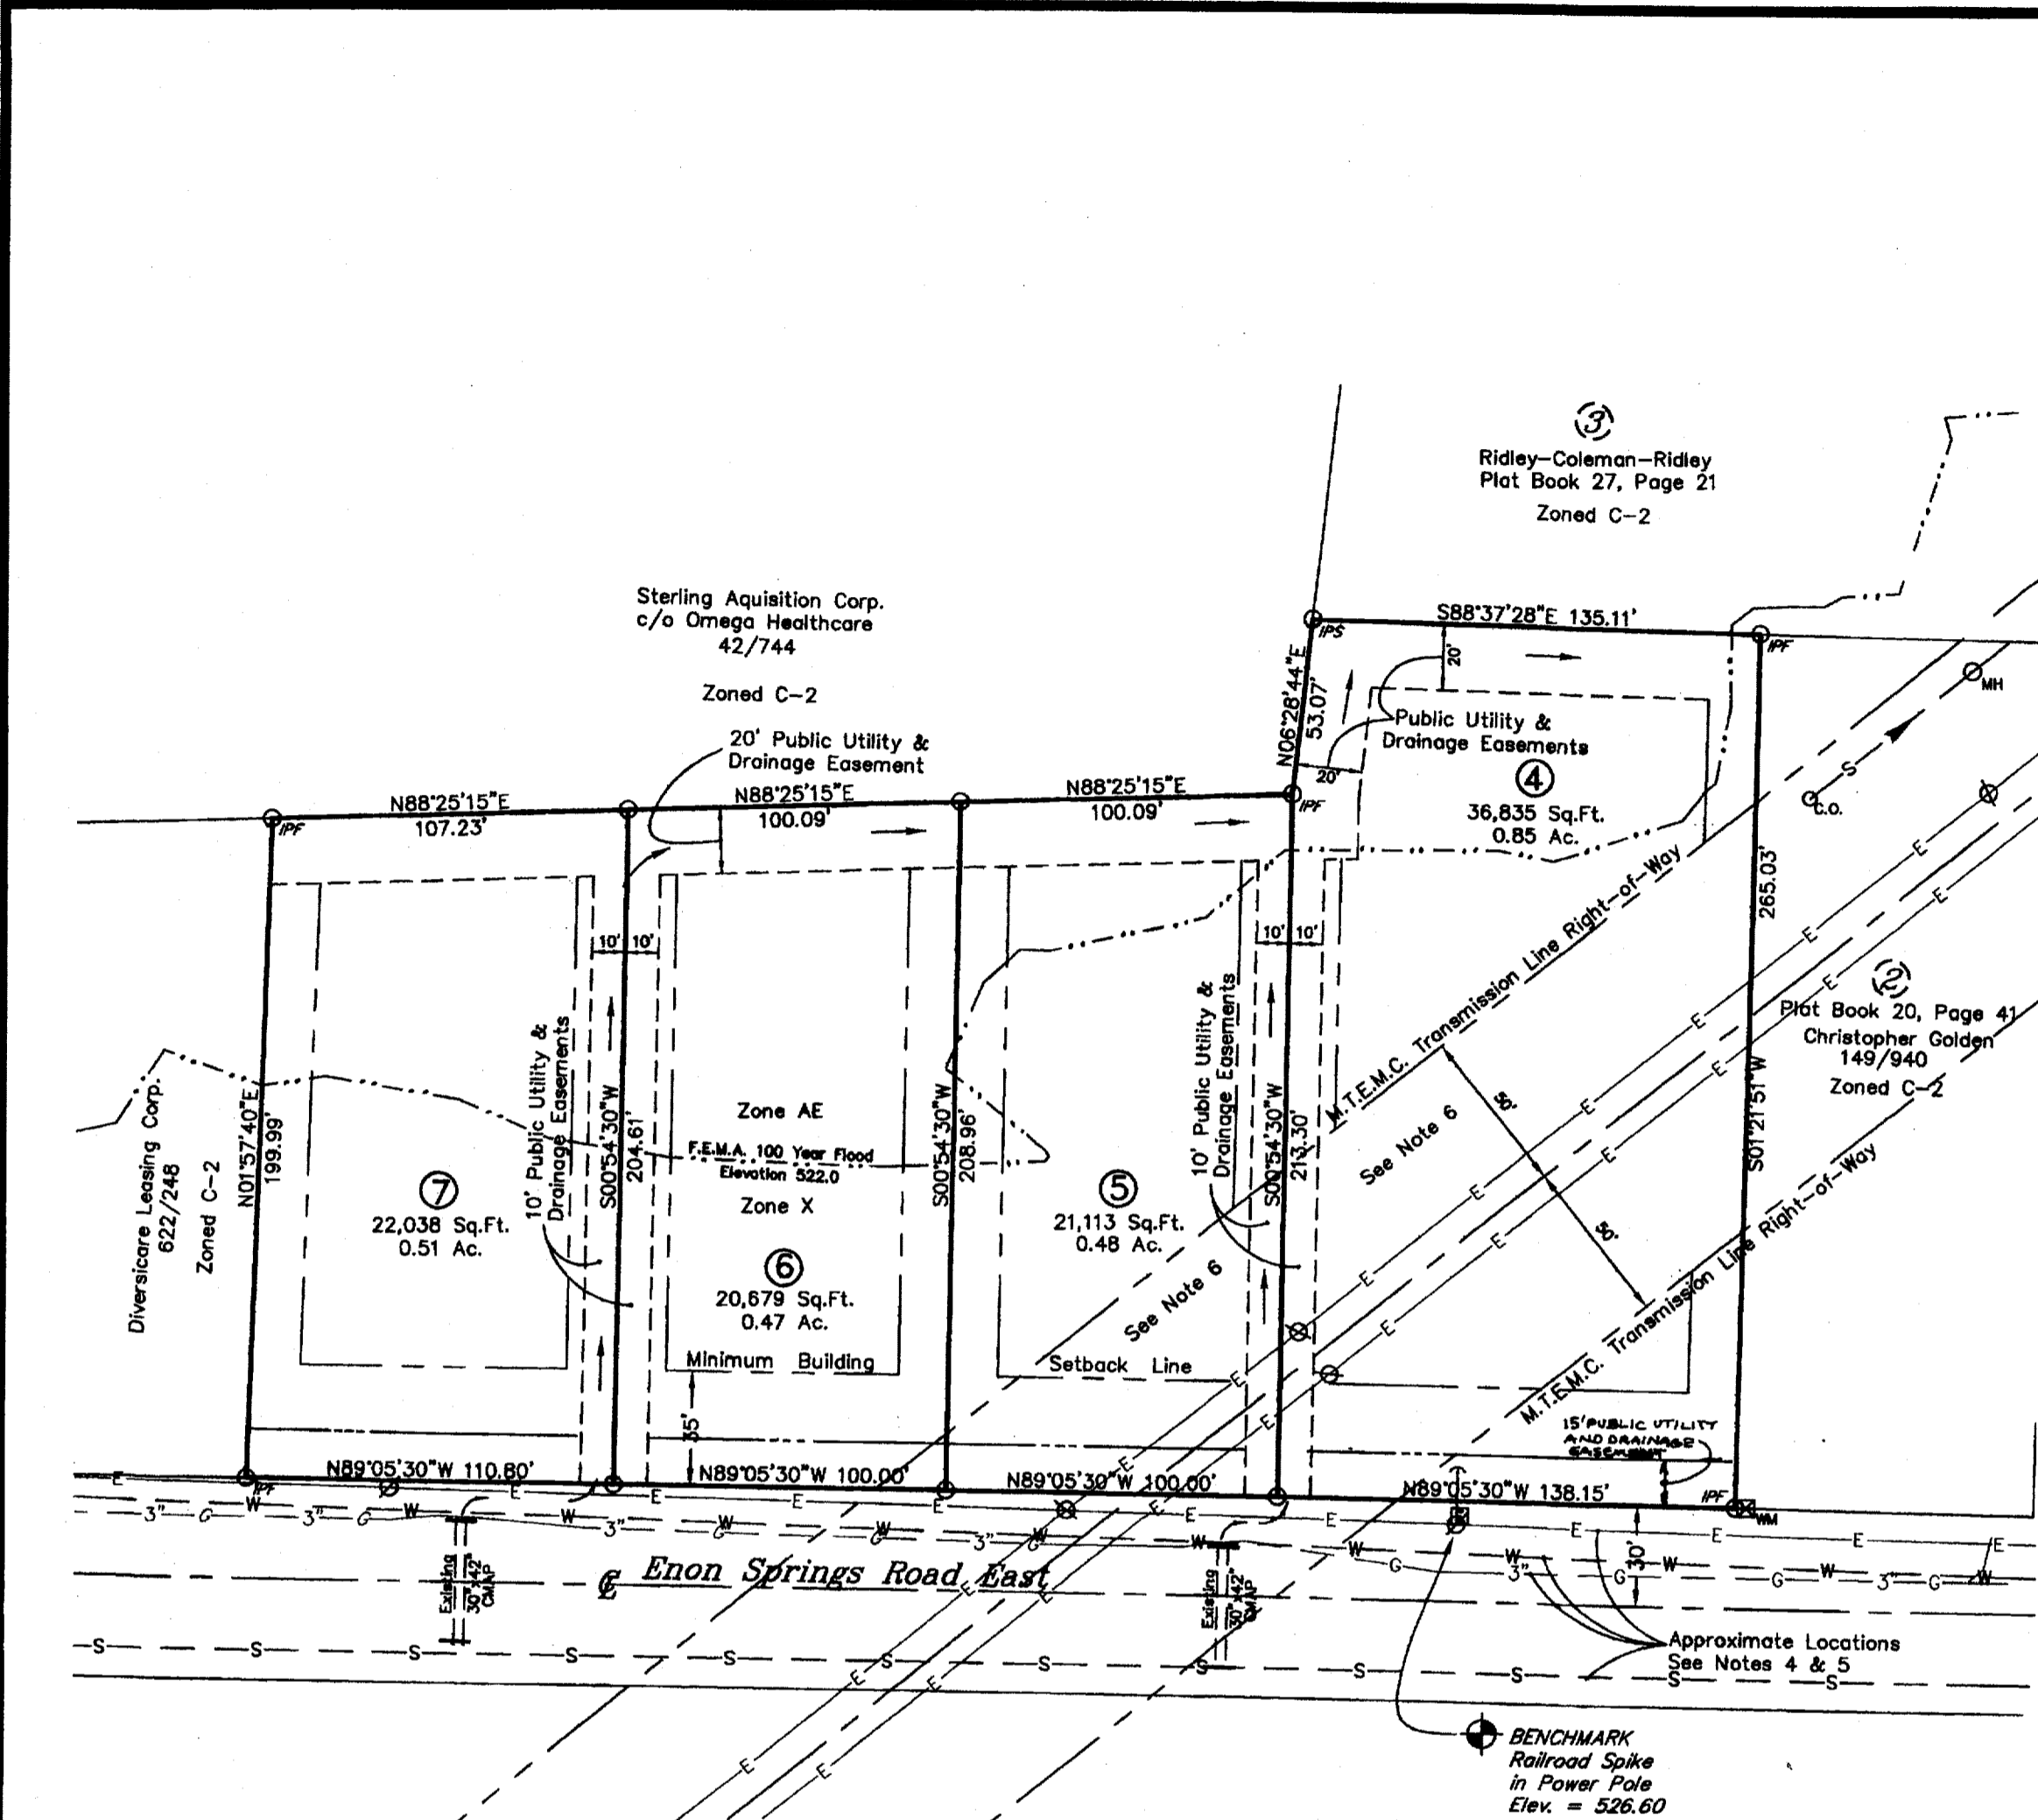 3
Ridley-Coleman-Ridley
Plat Book 27, Page 21
Zoned C-2
Sterling Aquisition Corp.
c/o Omega Healthcare
42/744
Zoned C-2
20' Public Utility &
Drainage Easement
S88°37'28"E 135.11'
IPS
IPF
20'
N06°28'44"E
53.07'
Public Utility &
Drainage Easements
20'
MH
S
C.O.
4
36,835 Sq.Ft.
0.85 Ac.
N88°25'15"E
107.23'
N88°25'15"E
100.09'
N88°25'15"E
100.09'
IPF
IPF
10' 10'
10' 10'
265.03'
S01°21'51"W
M.T.E.M.C. Transmission Line Right-of-Way
2
Plat Book 20, Page 41
Christopher Golden
149/940
Zoned C-2
Diversicare Leasing Corp.
622/248
Zoned C-2
N01°57'40"E
199.99'
10' Public Utility &
Drainage Easements
S00°54'30"W
204.61'
Zone AE
F.E.M.A. 100 Year Flood
Elevation 522.0
Zone X
S00°54'30"W
208.96'
10' Public Utility &
Drainage Easements
S00°54'30"W
213.30'
See Note 6
50'
50'
7
22,038 Sq.Ft.
0.51 Ac.
6
20,679 Sq.Ft.
0.47 Ac.
5
21,113 Sq.Ft.
0.48 Ac.
See Note 6
M.T.E.M.C. Transmission Line Right-of-Way
Minimum Building
Setback Line
35'
15' PUBLIC UTILITY
AND DRAINAGE
EASEMENT
N89°05'30"W 110.80'
N89°05'30"W 100.00'
N89°05'30"W 100.00'
N89°05'30"W 138.15'
IPF
IPF
WM
E E E E E E E E E E
3" G W 3" G W W 3" W G W 3" G W W G W 3" G W G W 3" G W
30'
Existing
30"x42"
CMAP
Enon Springs Road East
Existing
30"x42"
CMAP
S S S S S S S S S S S S
Approximate Locations
See Notes 4 & 5
BENCHMARK
Railroad Spike
in Power Pole
Elev. = 526.60